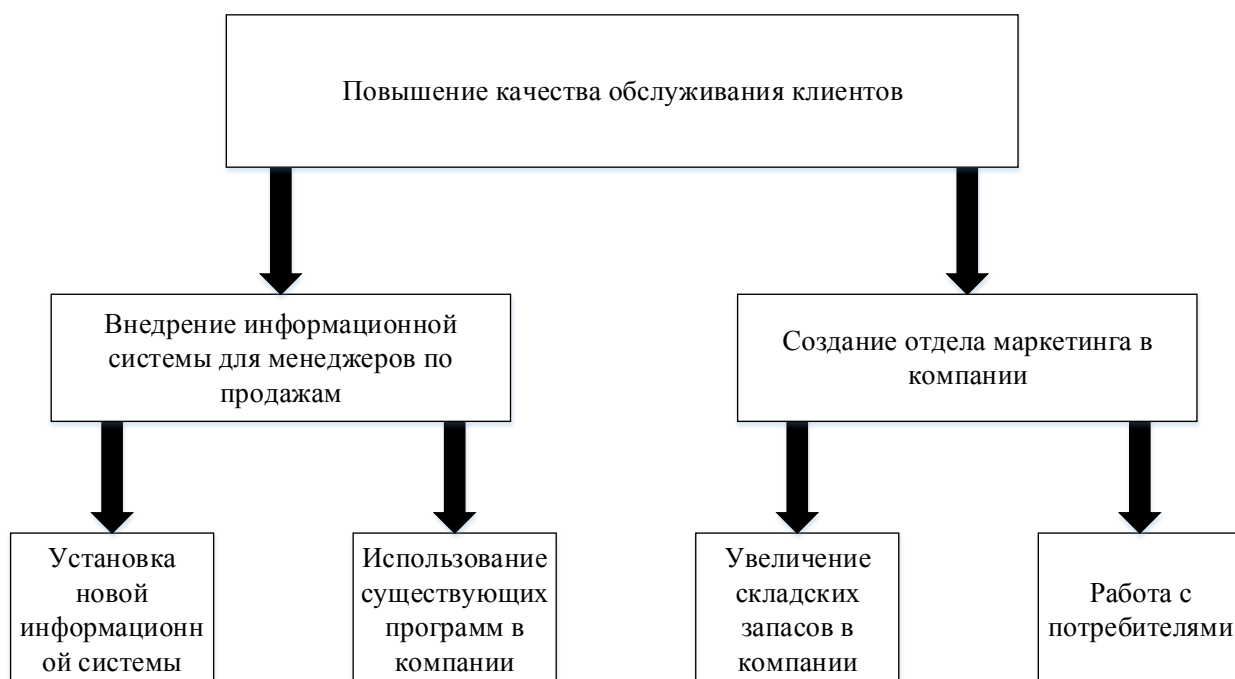 Повышение качества обслуживания клиентов
Внедрение информационной
системы для менеджеров по
продажам
Создание отдела маркетинга в
компании
Установка
новой
информационн
ой системы
Использование
существующих
программ в
компании
Увеличение
складских
запасов в
компании
Работа с
потребителями